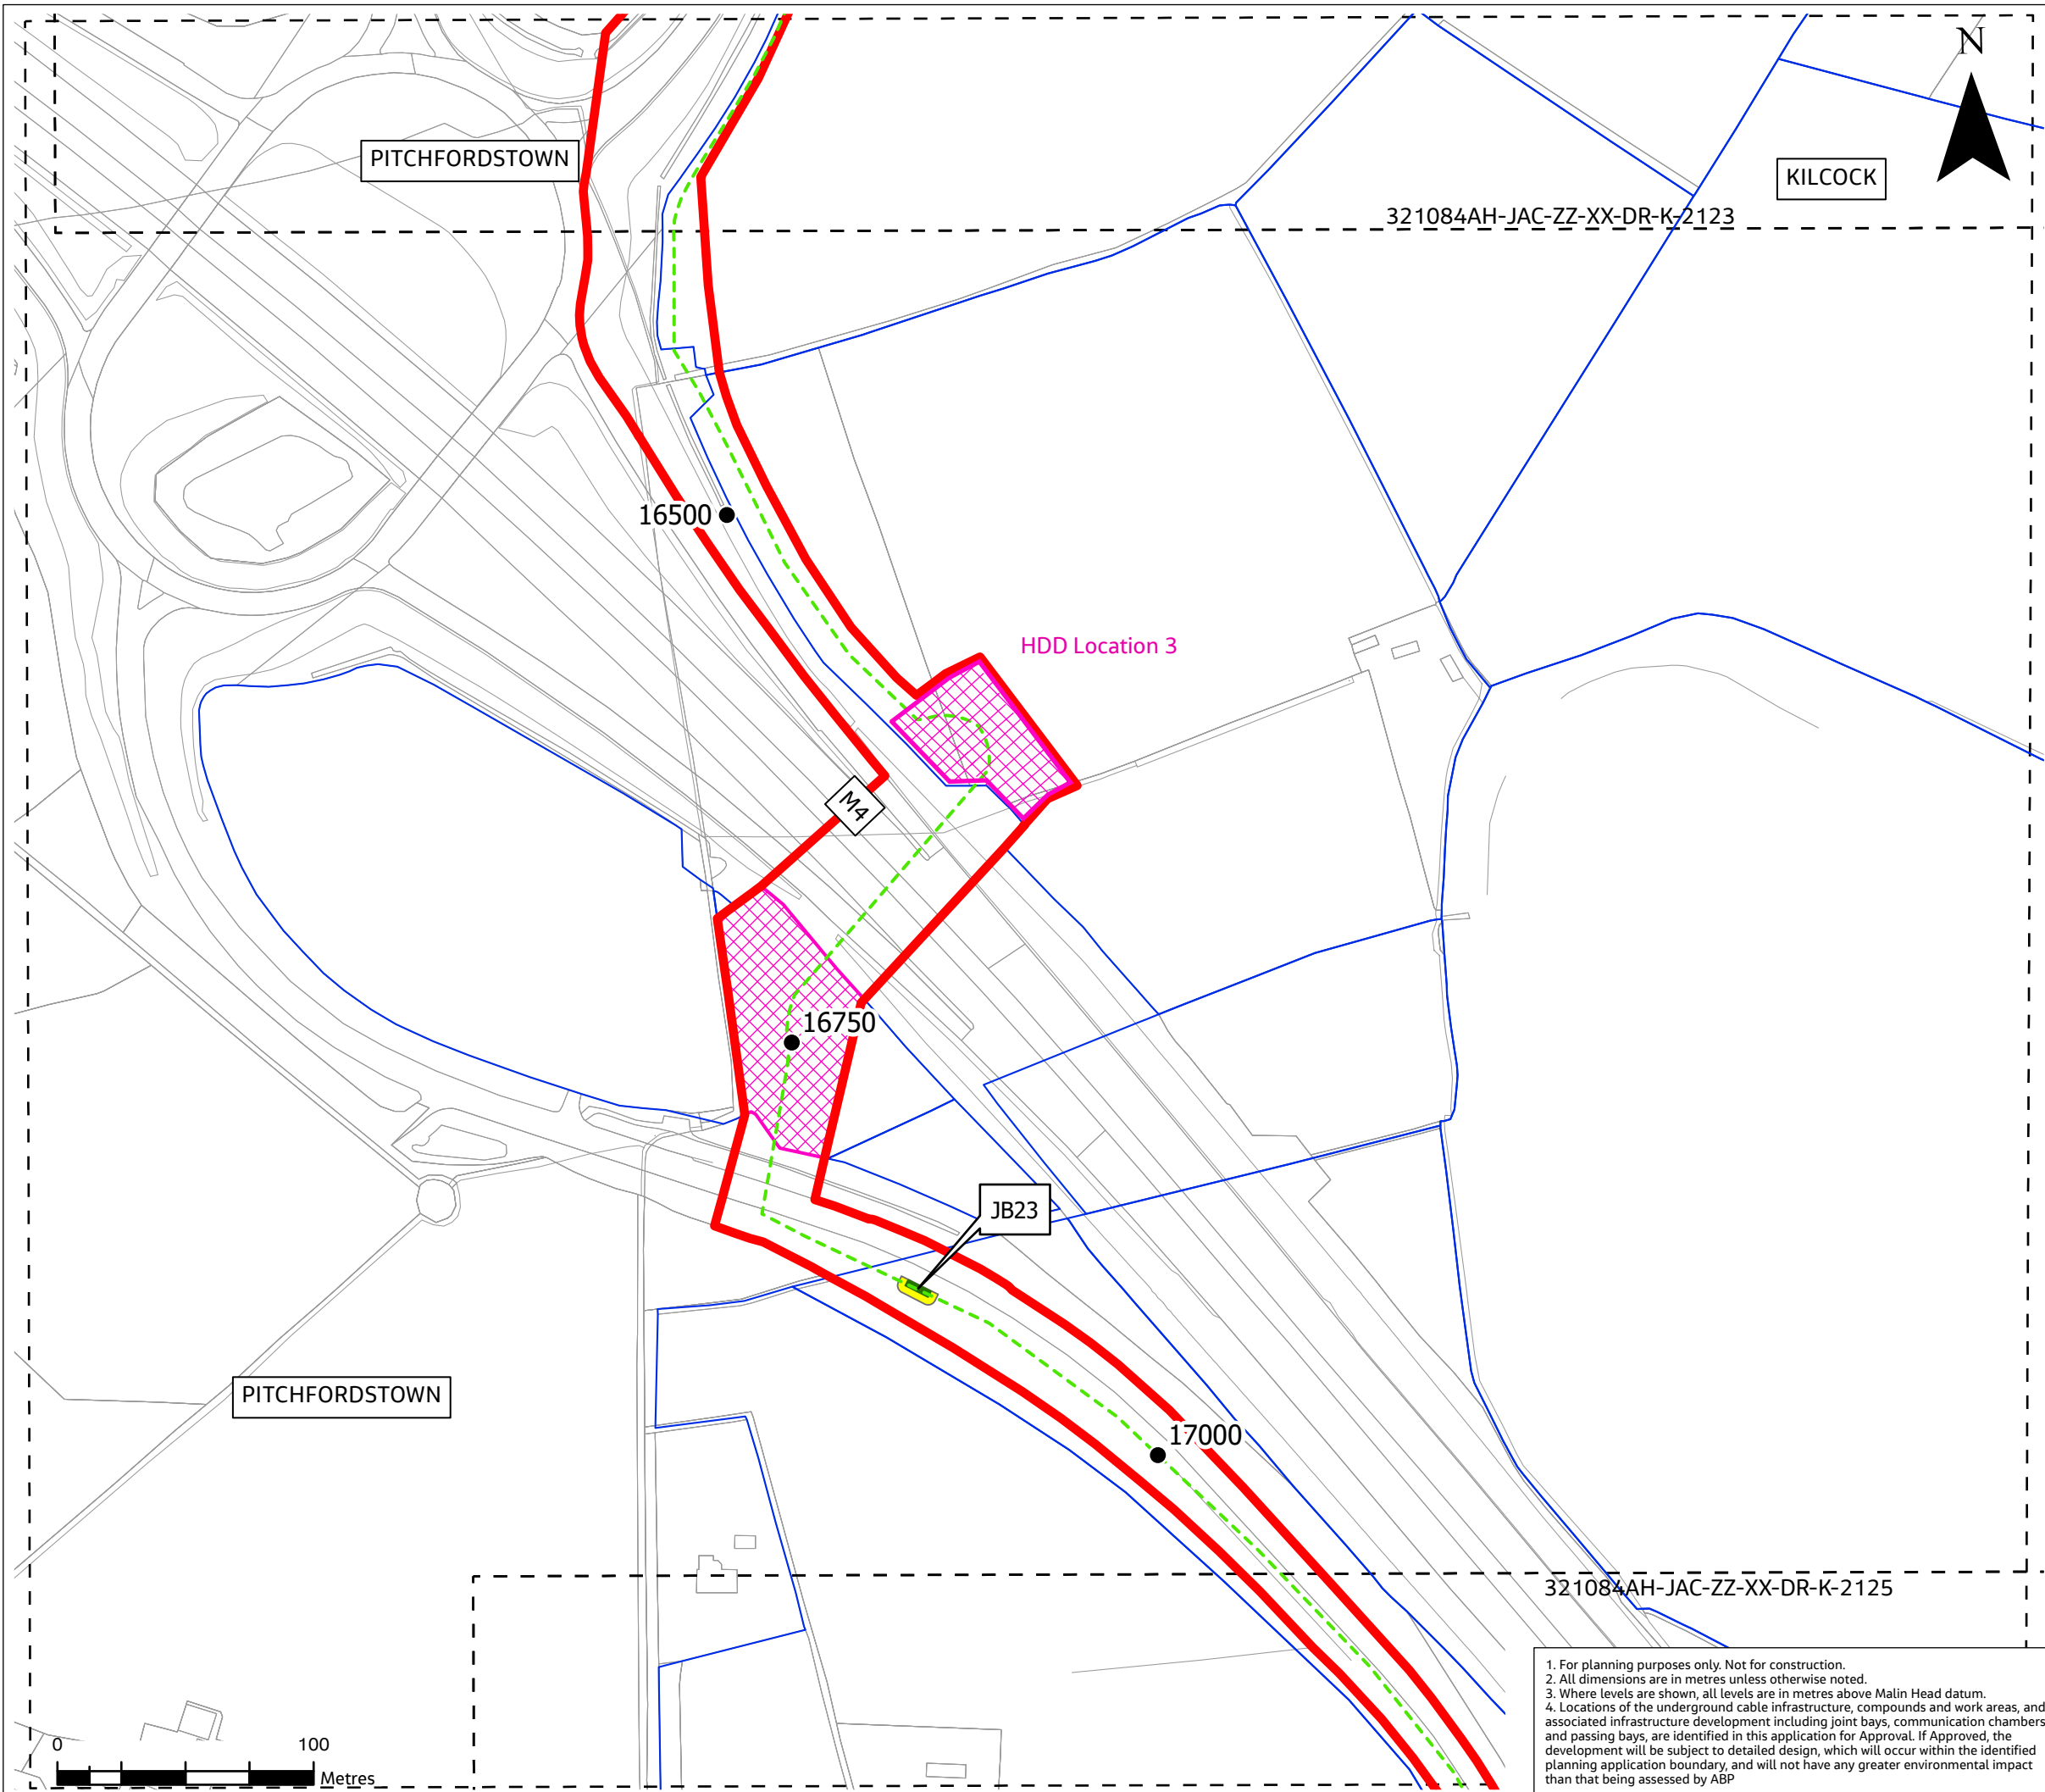 N
PITCHFORDSTOWN
KILCOCK
321084AH-JAC-ZZ-XX-DR-K-2123
16500
HDD Location 3
M4
16750
JB23
PITCHFORDSTOWN
17000
321084AH-JAC-ZZ-XX-DR-K-2125
0 100
Metres
1. For planning purposes only. Not for construction.
2. All dimensions are in metres unless otherwise noted.
3. Where levels are shown, all levels are in metres above Malin Head datum.
4. Locations of the underground cable infrastructure, compounds and work areas, and
associated infrastructure development including joint bays, communication chambers
and passing bays, are identified in this application for Approval. If Approved, the
development will be subject to detailed design, which will occur within the identified
planning application boundary, and will not have any greater environmental impact
than that being assessed by ABP